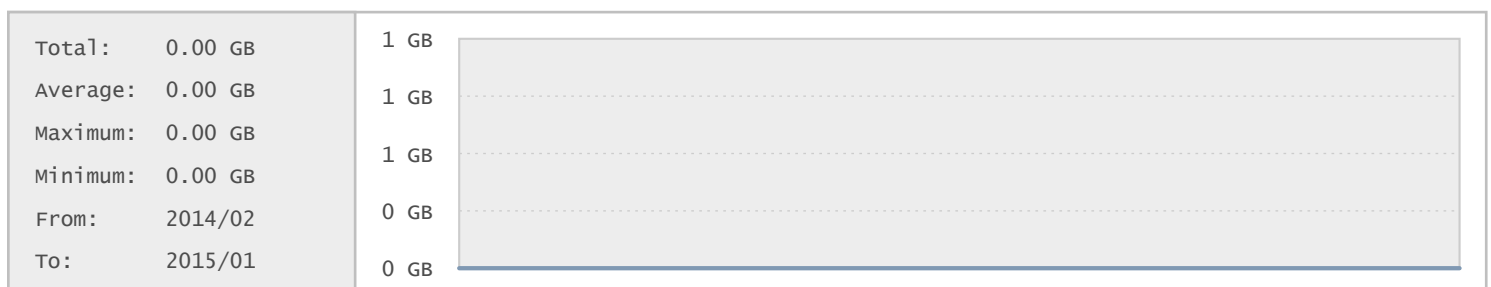 Total: 0.00 GB
Average: 0.00 GB
Maximum: 0.00 GB
Minimum: 0.00 GB
From: 2014/02
To: 2015/01
1 GB
1 GB
1 GB
0 GB
0 GB